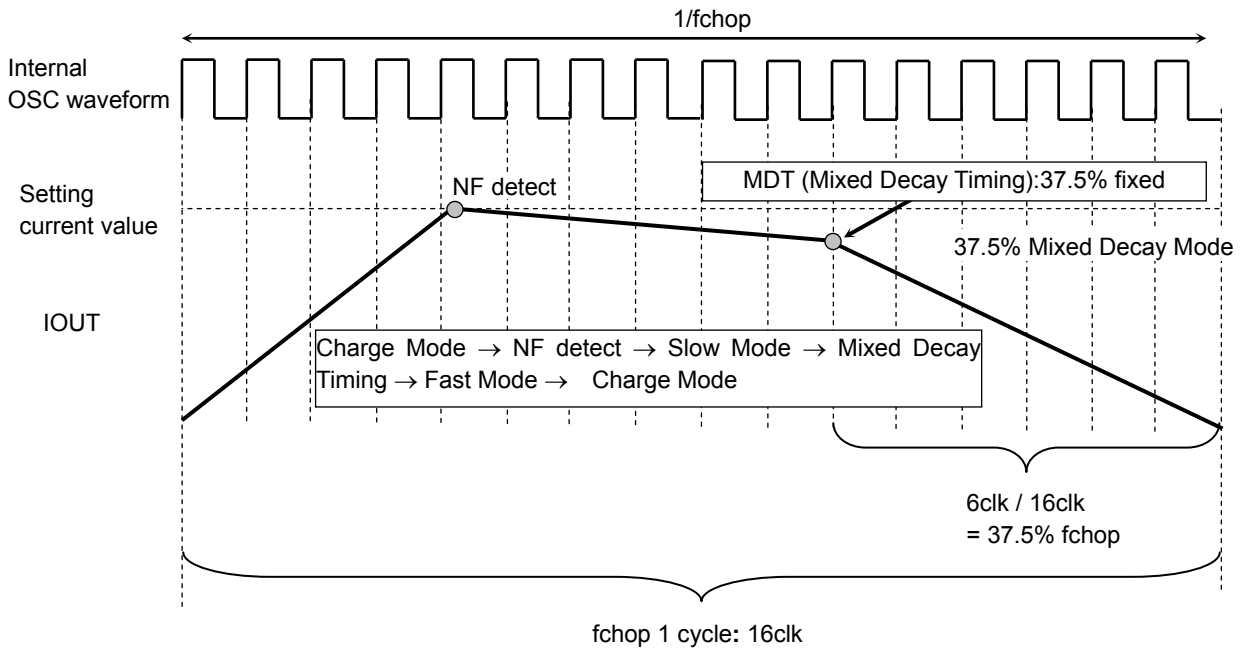 1/fchop
Internal
OSC waveform
Setting
current value
NF detect
MDT (Mixed Decay Timing):37.5% fixed
37.5% Mixed Decay Mode
IOUT
Charge Mode → NF detect → Slow Mode → Mixed Decay
Timing → Fast Mode → Charge Mode
6clk / 16clk
= 37.5% fchop
fchop 1 cycle: 16clk